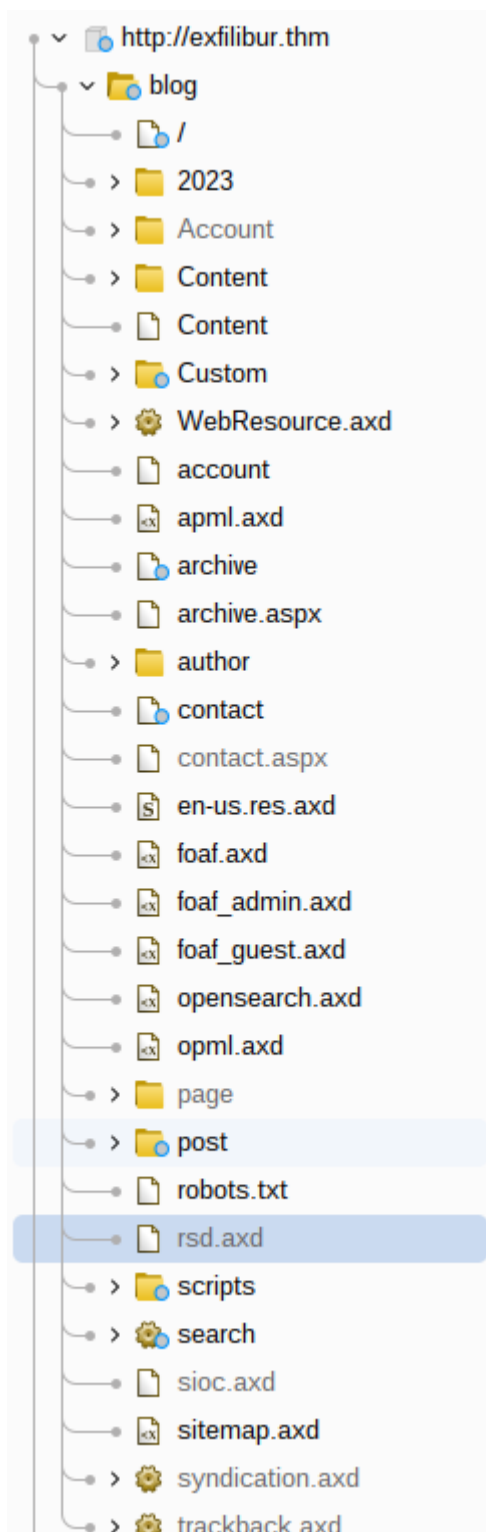 http://exfilibur.thm
blog
/
2023
Account
Content
Content
Custom
WebResource.axd
account
apml.axd
archive
archive.aspx
author
contact
contact.aspx
en-us.res.axd
foaf.axd
foaf_admin.axd
foaf_guest.axd
opensearch.axd
opml.axd
page
post
robots.txt
rsd.axd
scripts
search
sioc.axd
sitemap.axd
syndication.axd
trackback.axd